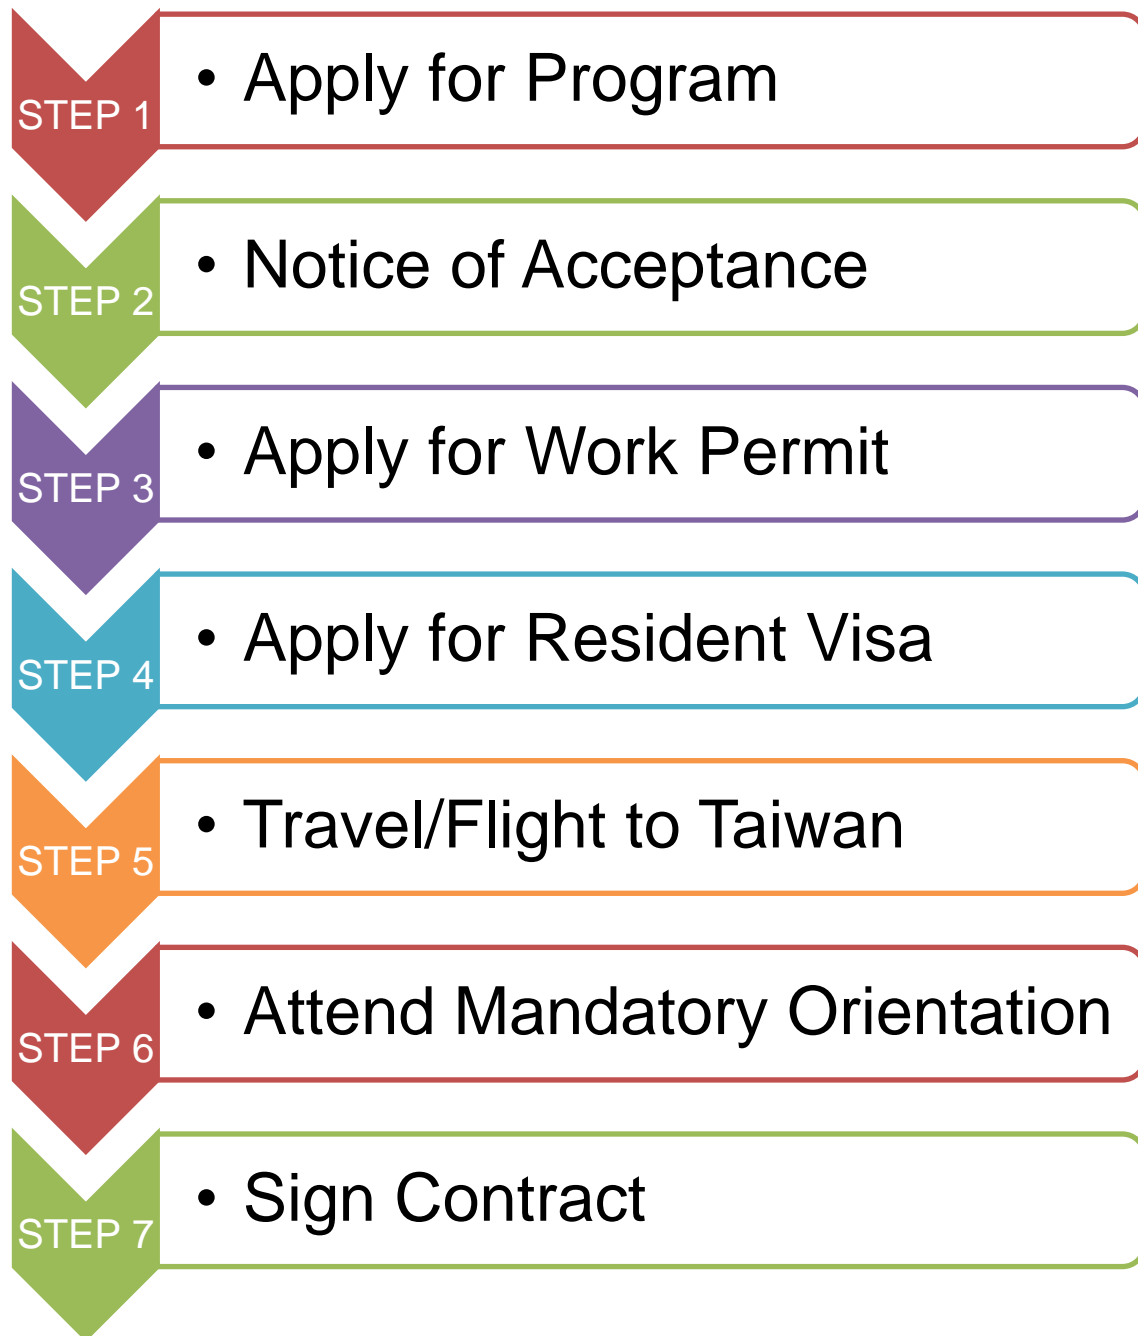 STEP 1
• Apply for Program
STEP 2
• Notice of Acceptance
STEP 3
• Apply for Work Permit
STEP 4
• Apply for Resident Visa
STEP 5
• Travel/Flight to Taiwan
STEP 6
• Attend Mandatory Orientation
STEP 7
• Sign Contract